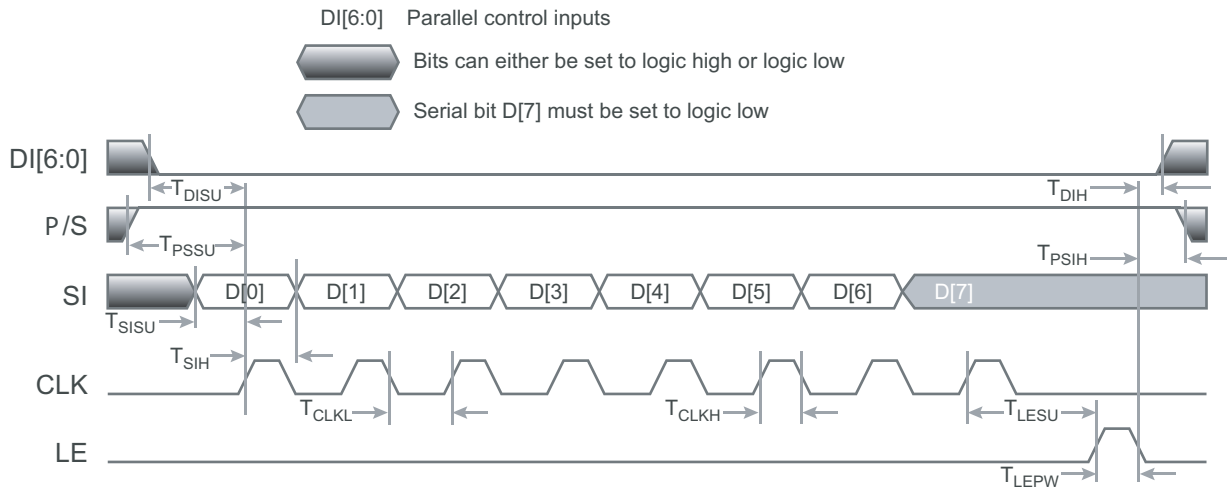 DI[6:0] Parallel control inputs
Bits can either be set to logic high or logic low
Serial bit D[7] must be set to logic low
DI[6:0]
TDISU
TDIH
P/S
TPSSU
TPSIH
SI
D[0] D[1] D[2] D[3] D[4] D[5] D[6] D[7]
TSISU
TSIH
CLK
TCLKL
TCLKH
TLESU
LE
TLEPW